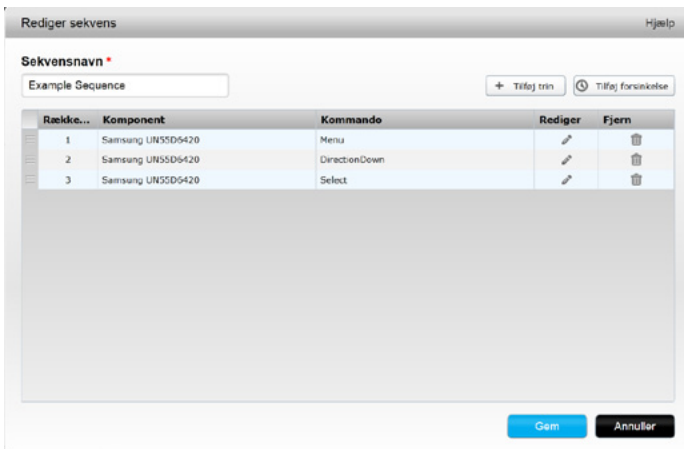 Rediger sekvens Hjælp
Sekvensnavn *
Example Sequence + Tilføj trin Tilføj forsinkelse
Række... Komponent Kommando Rediger Fjern
1 Samsung UN55D6420 Menu
2 Samsung UN55D6420 DirectionDown
3 Samsung UN55D6420 Select
Gem Annuller